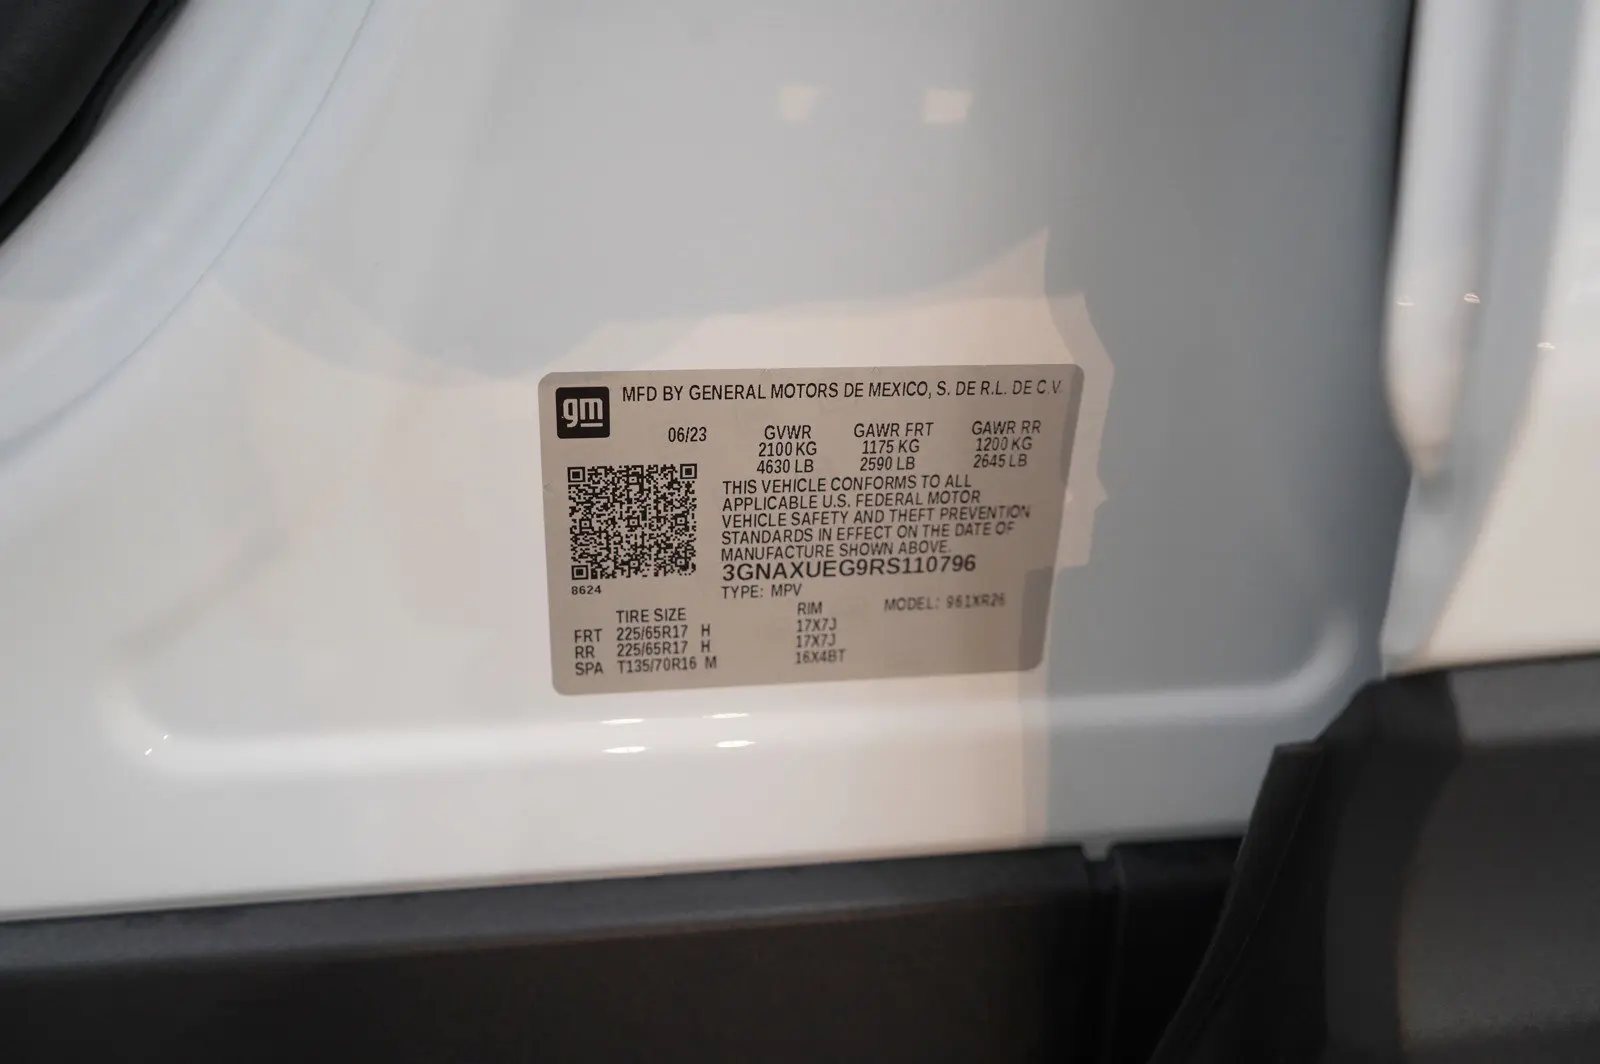 gm MFD BY GENERAL MOTORS DE MEXICO, S. DE R.L. DE C.V.
06/23 GVWR GAWR FRT GAWR RR
2100 KG 1175 KG 1200 KG
4630 LB 2590 LB 2645 LB
THIS VEHICLE CONFORMS TO ALL
APPLICABLE U.S. FEDERAL MOTOR
VEHICLE SAFETY AND THEFT PREVENTION
STANDARDS IN EFFECT ON THE DATE OF
MANUFACTURE SHOWN ABOVE.
3GNAXUEG9RS110796
8624 TYPE: MPV
MODEL: 961XR26
TIRE SIZE RIM
FRT 225/65R17 H 17X7J
RR 225/65R17 H 17X7J
SPA T135/70R16 M 16X4BT